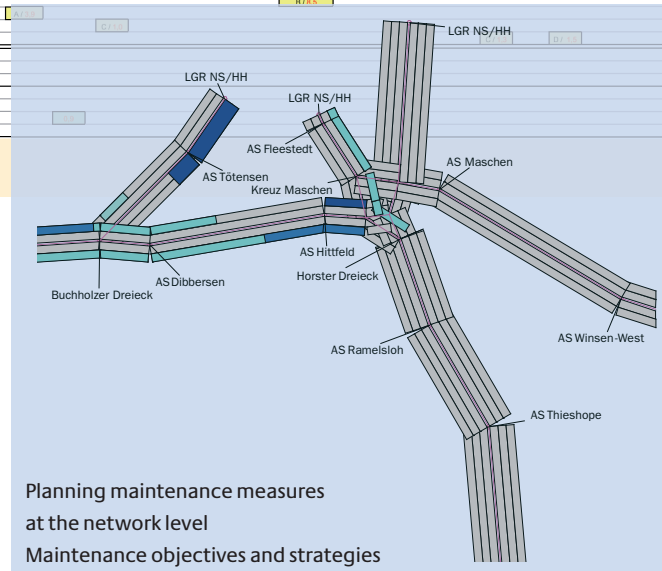 LGR NS/HH
LGR NS/HH
LGR NS/HH
AS Fleestedt
AS Maschen
AS Tötensen
Kreuz Maschen
AS Hittfeld
AS Dibbersen
Horster Dreieck
Buchholzer Dreieck
AS Winsen-West
AS Ramelsloh
AS Thieshope
Planning maintenance measures
at the network level
Maintenance objectives and strategies